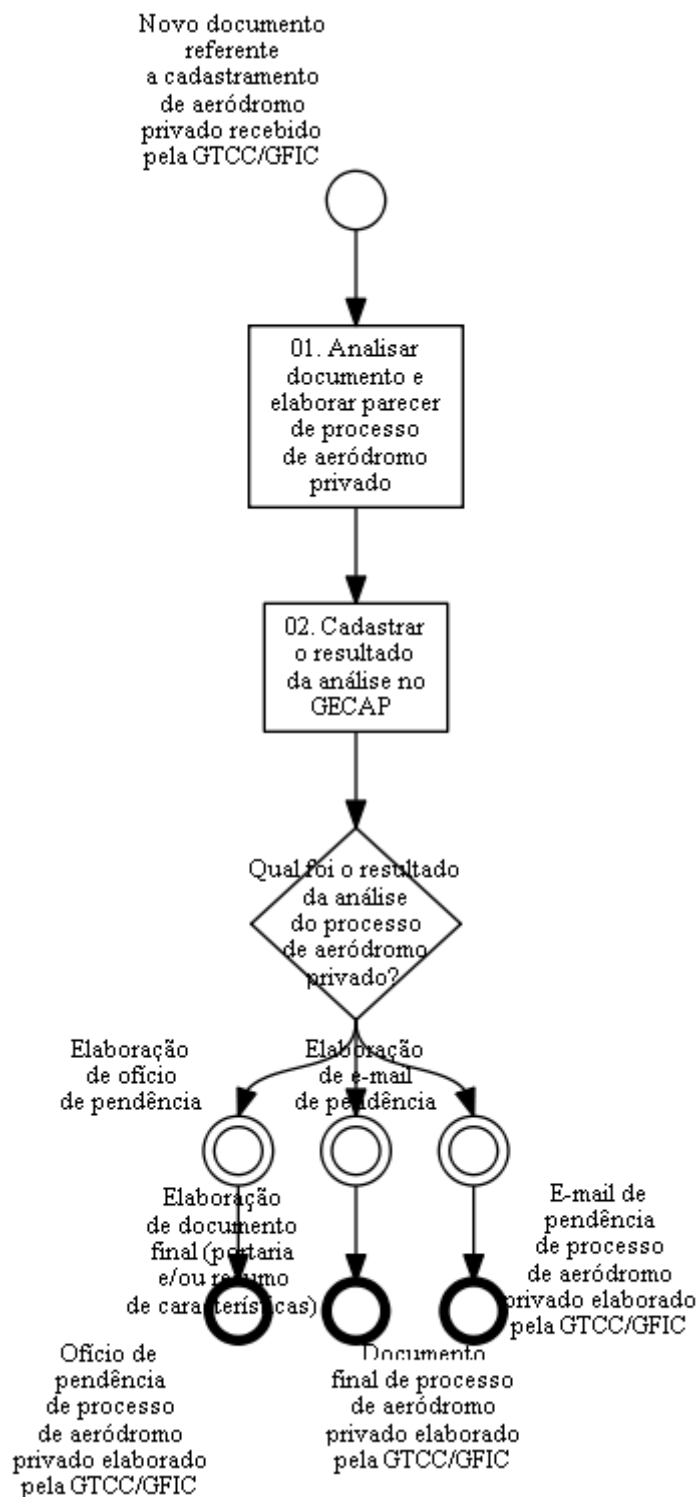 Novo documento
referente
a cadastramento
de aeródromo
privado recebido
pela GTCC/GFIC
01. Analisar
documento e
elaborar parecer
de processo
de aeródromo
privado
02. Cadastrar
o resultado
da análise no
GECAP
Qual foi o resultado
da análise
do processo
de aeródromo
privado?
Elaboração
de ofício
de pendência
Elaboração
de e-mail
de pendência
Elaboração
de documento
final (portaria
e/ou resumo
de características)
E-mail de
pendência
de processo
de aeródromo
privado elaborado
pela GTCC/GFIC
Ofício de
pendência
de processo
de aeródromo
privado elaborado
pela GTCC/GFIC
Documento
final de processo
de aeródromo
privado elaborado
pela GTCC/GFIC